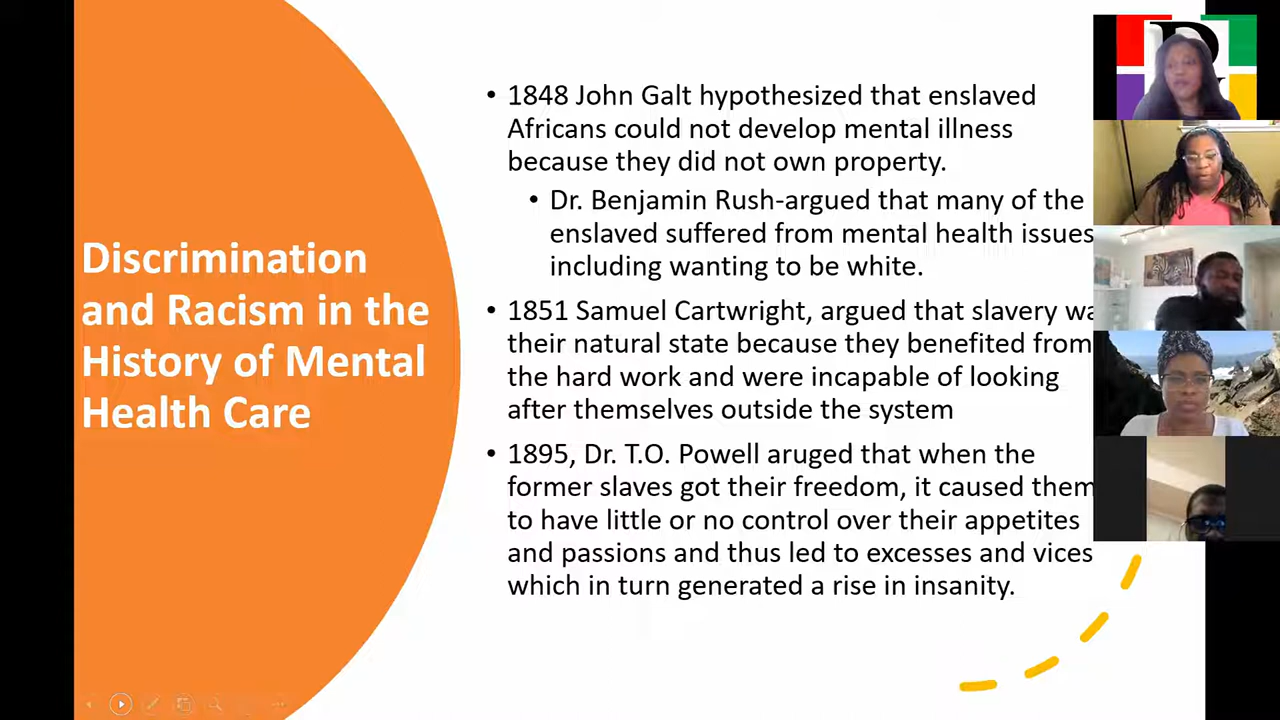 Discrimination
and Racism in the
History of Mental
Health Care
• 1848 John Galt hypothesized that enslaved
Africans could not develop mental illness
because they did not own property.
• Dr. Benjamin Rush-argued that many of the
enslaved suffered from mental health issues
including wanting to be white.
• 1851 Samuel Cartwright, argued that slavery wa
their natural state because they benefited from
the hard work and were incapable of looking
after themselves outside the system
• 1895, Dr. T.O. Powell aruged that when the
former slaves got their freedom, it caused them
to have little or no control over their appetites
and passions and thus led to excesses and vices
which in turn generated a rise in insanity.